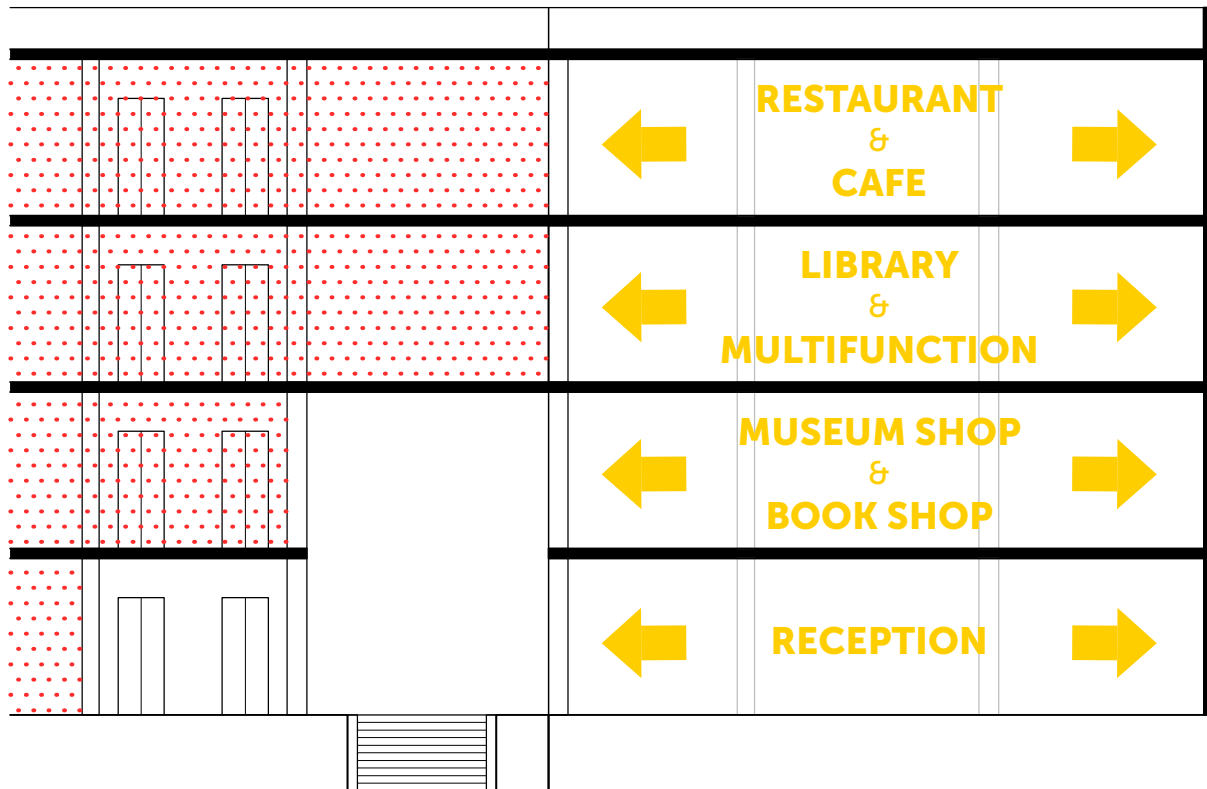 RESTAURANT
&
CAFE
LIBRARY
&
MULTIFUNCTION
MUSEUM SHOP
&
BOOK SHOP
RECEPTION